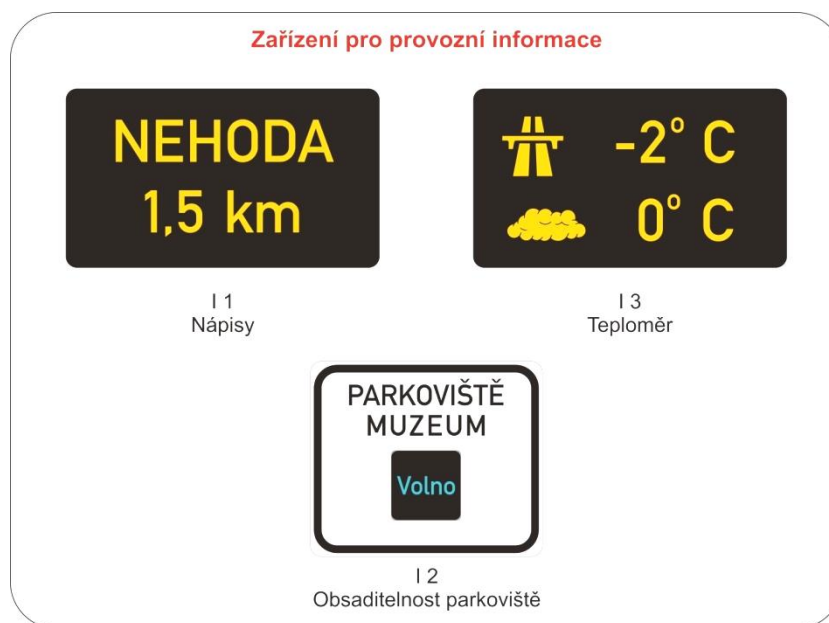 Zařízení pro provozní informace
NEHODA
1,5 km
I 1
Nápisy
-2° C
0° C
I 3
Teploměr
PARKOVIŠTĚ
MUZEUM
Volno
I 2
Obsaditelnost parkoviště